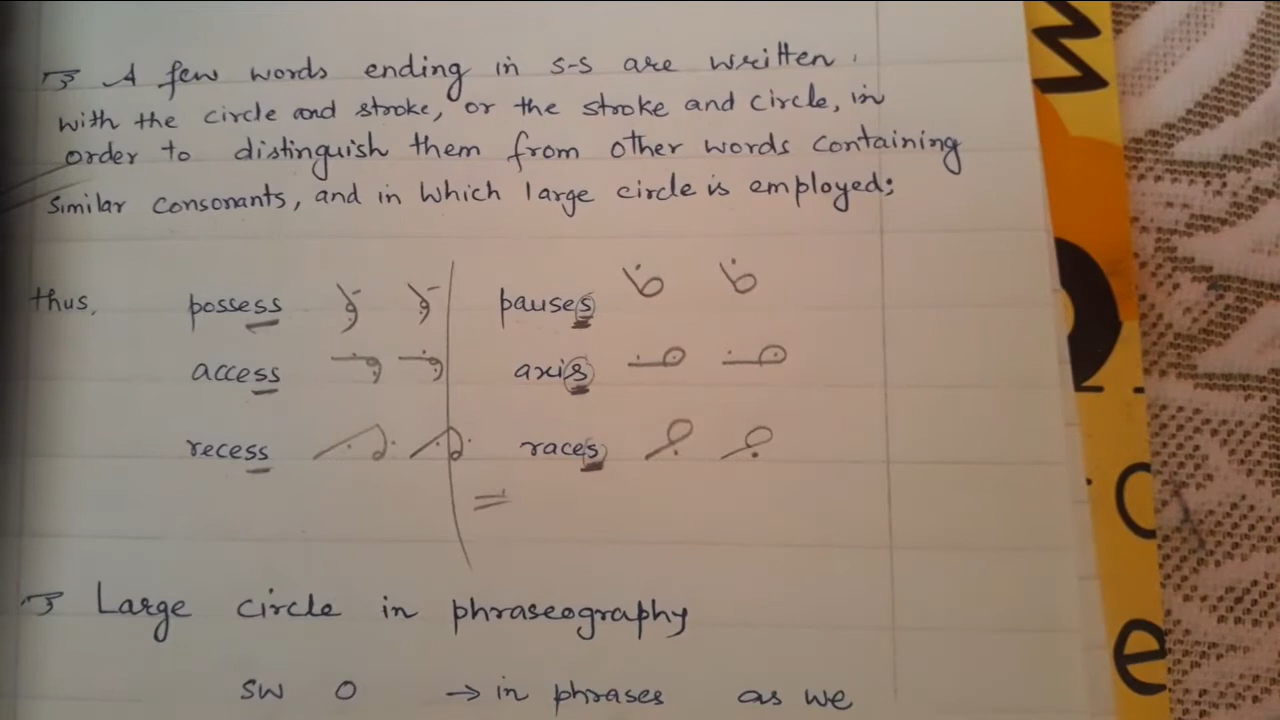 A few words ending in s-s are written
with the circle and stroke, or the stroke and circle, in
order to distinguish them from other words containing
similar consonants, and in which large circle is employed;
thus, possess pauses
access axis
recess races
Large circle in phraseography
SW O → in phrases as we